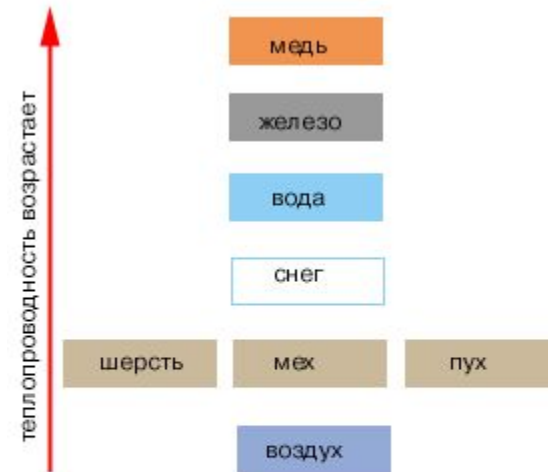 теплопроводность возрастает
медь
железо
вода
снег
шерсть мех пух
воздух